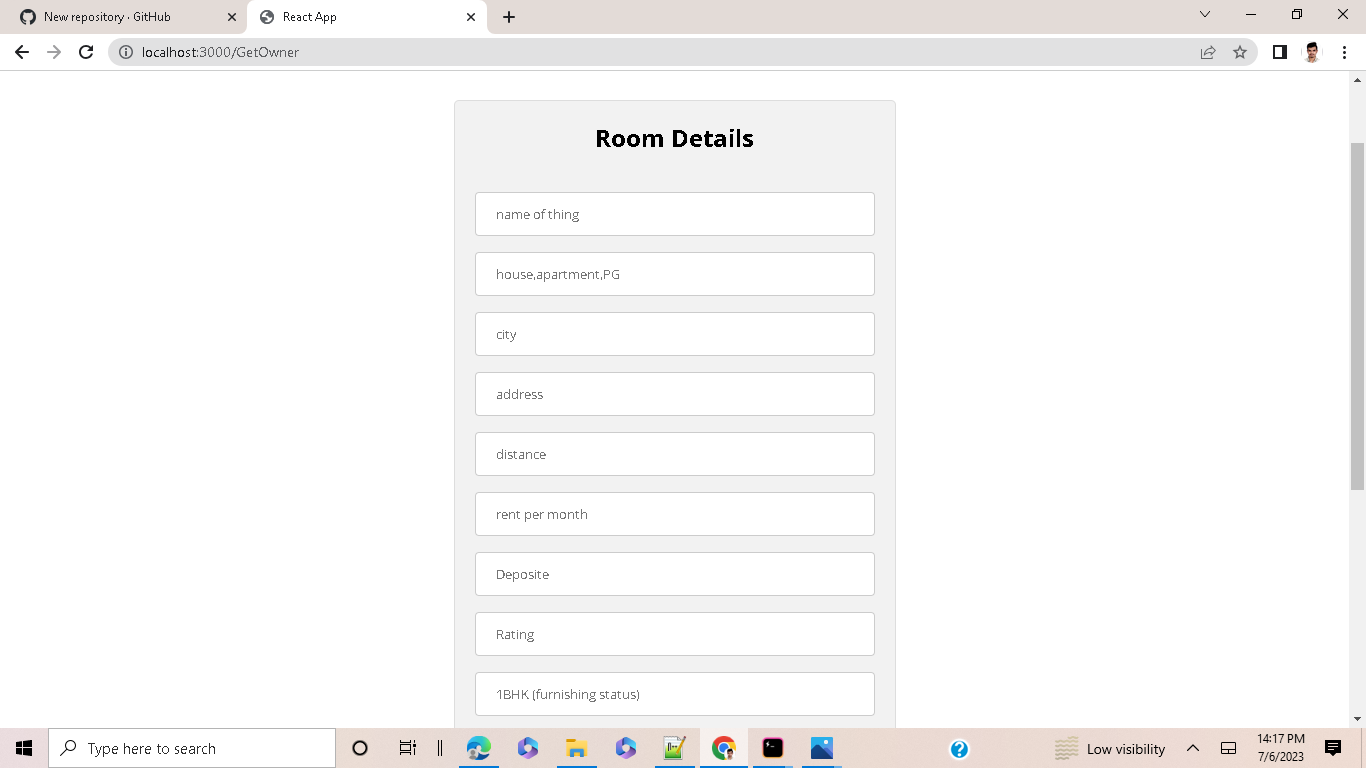 New repository · GitHub
React App
localhost:3000/GetOwner
Room Details
name of thing
house,apartment,PG
city
address
distance
rent per month
Deposite
Rating
1BHK (furnishing status)
Type here to search
Low visibility
14:17 PM
7/6/2023